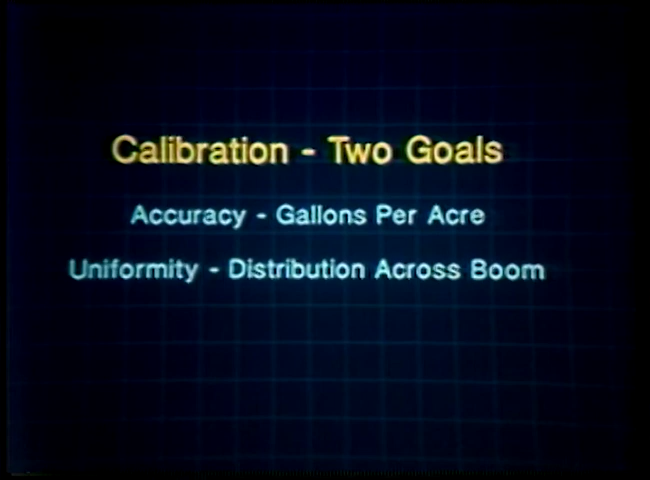 Calibration - Two Goals
Accuracy - Gallons Per Acre
Uniformity - Distribution Across Boom